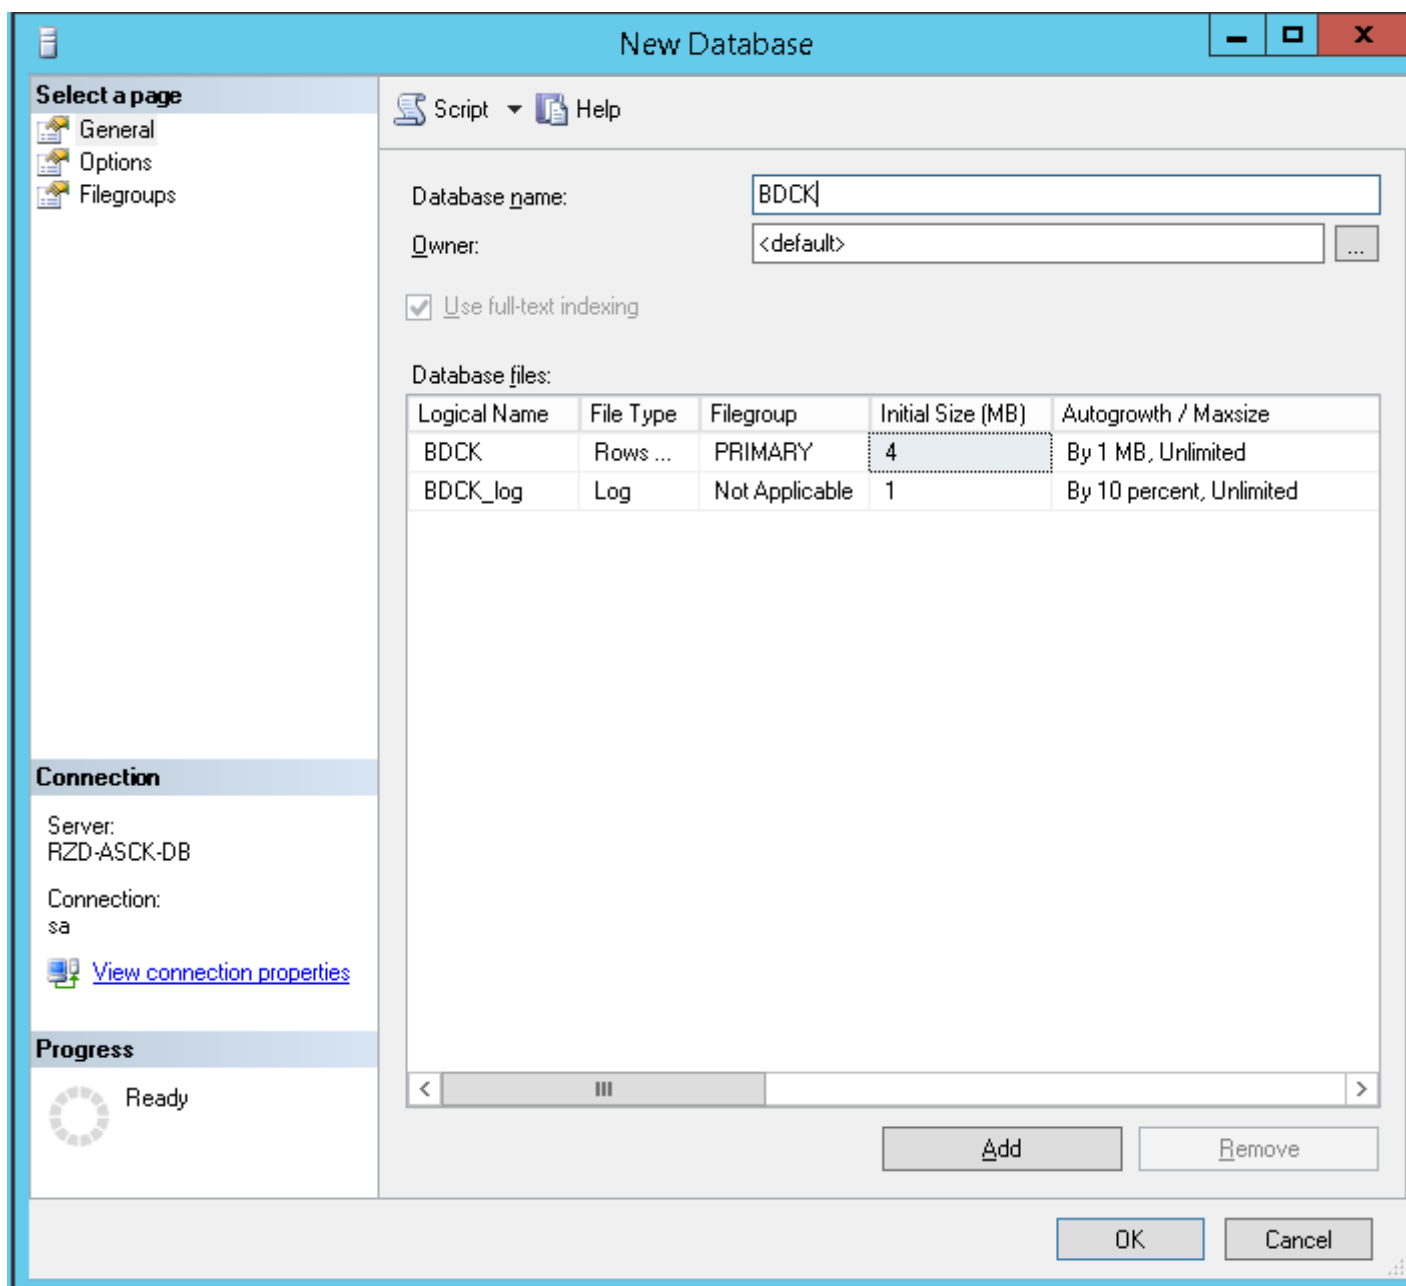 New Database
Select a page
General
Options
Filegroups
Script
Help
Database name:
BDCK
Owner:
<default>
...
Use full-text indexing
Database files:
Logical Name File Type Filegroup Initial Size (MB) Autogrowth / Maxsize
BDCK Rows ... PRIMARY 4 By 1 MB, Unlimited
BDCK_log Log Not Applicable 1 By 10 percent, Unlimited
Connection
Server:
RZD-ASCK-DB
Connection:
sa
View connection properties
Progress
Ready
Add
Remove
OK
Cancel